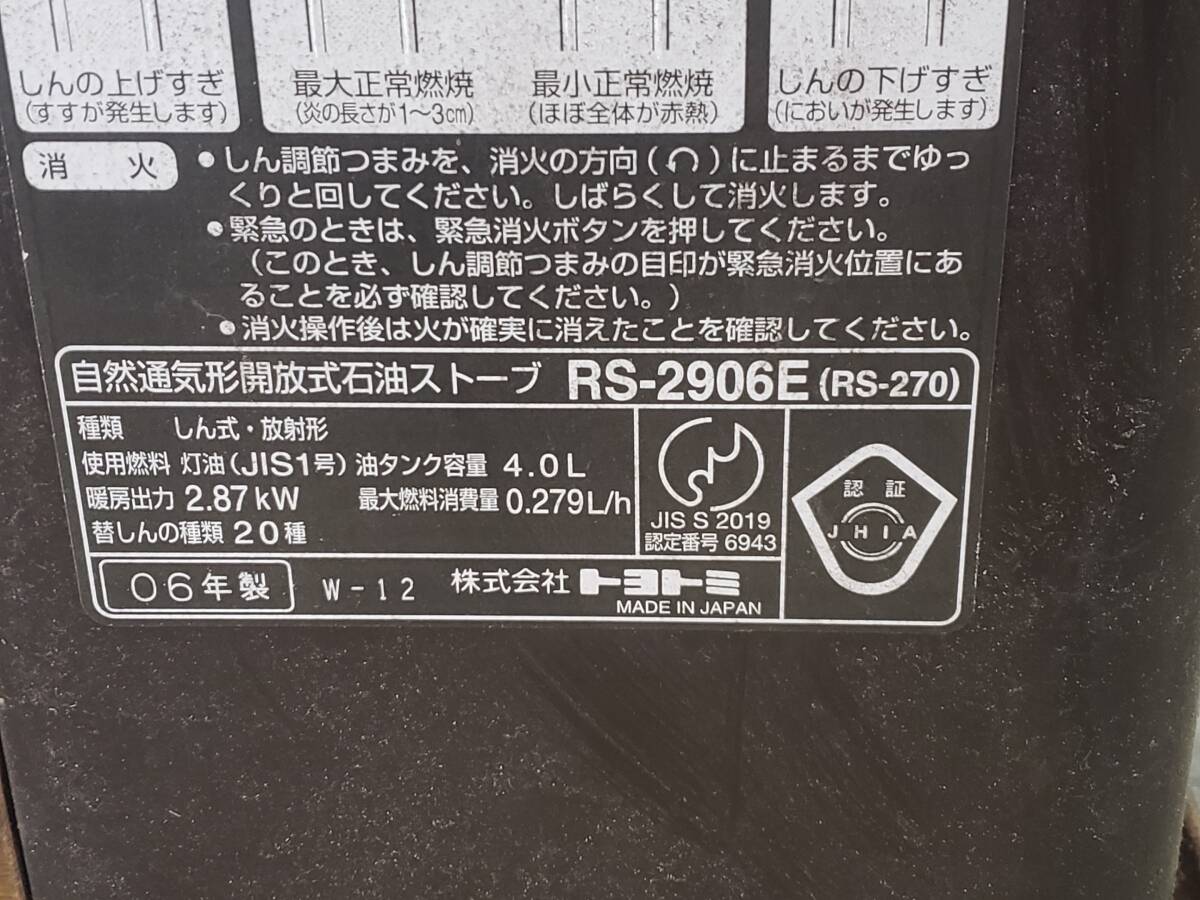 しんの上げすぎ
(すすが発生します)
最大正常燃焼
(炎の長さが1〜3cm)
最小正常燃焼
(ほぼ全体が赤熱)
しんの下げすぎ
(においが発生します)
消 火
●しん調節つまみを、消火の方向(↶)に止まるまでゆっ
くりと回してください。しばらくして消火します。
●緊急のときは、緊急消火ボタンを押してください。
(このとき、しん調節つまみの目印が緊急消火位置にあ
ることを必ず確認してください。)
●消火操作後は火が確実に消えたことを確認してください。
自然通気形開放式石油ストーブ RS-2906E (RS-270)
種類 しん式・放射形
使用燃料 灯油(JIS1号) 油タンク容量 4.0L
暖房出力 2.87kW 最大燃料消費量 0.279L/h
替しんの種類 20種
JIS S 2019
認定番号 6943
認 証
JHIA
06年製 W-12 株式会社 トヨトミ
MADE IN JAPAN